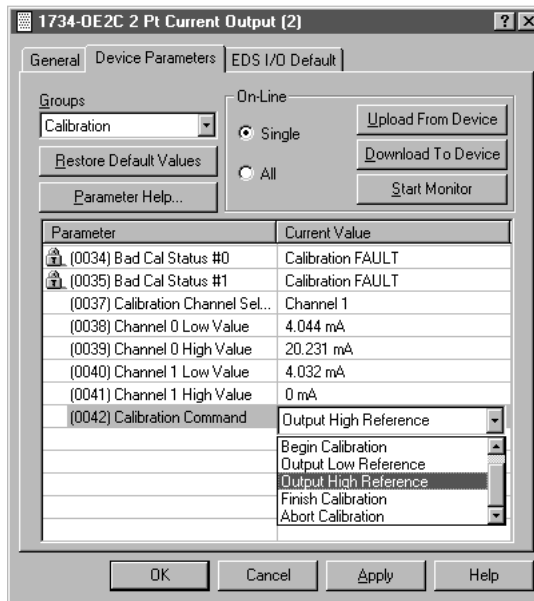 1734-OE2C 2 Pt Current Output (2)
General Device Parameters EDS I/O Default
Groups
Calibration
Restore Default Values
Parameter Help...
On-Line
Single
All
Upload From Device
Download To Device
Start Monitor
Parameter Current Value
(0034) Bad Cal Status #0 Calibration FAULT
(0035) Bad Cal Status #1 Calibration FAULT
(0037) Calibration Channel Sel... Channel 1
(0038) Channel 0 Low Value 4.044 mA
(0039) Channel 0 High Value 20.231 mA
(0040) Channel 1 Low Value 4.032 mA
(0041) Channel 1 High Value 0 mA
(0042) Calibration Command Output High Reference
Begin Calibration
Output Low Reference
Output High Reference
Finish Calibration
Abort Calibration
OK Cancel Apply Help